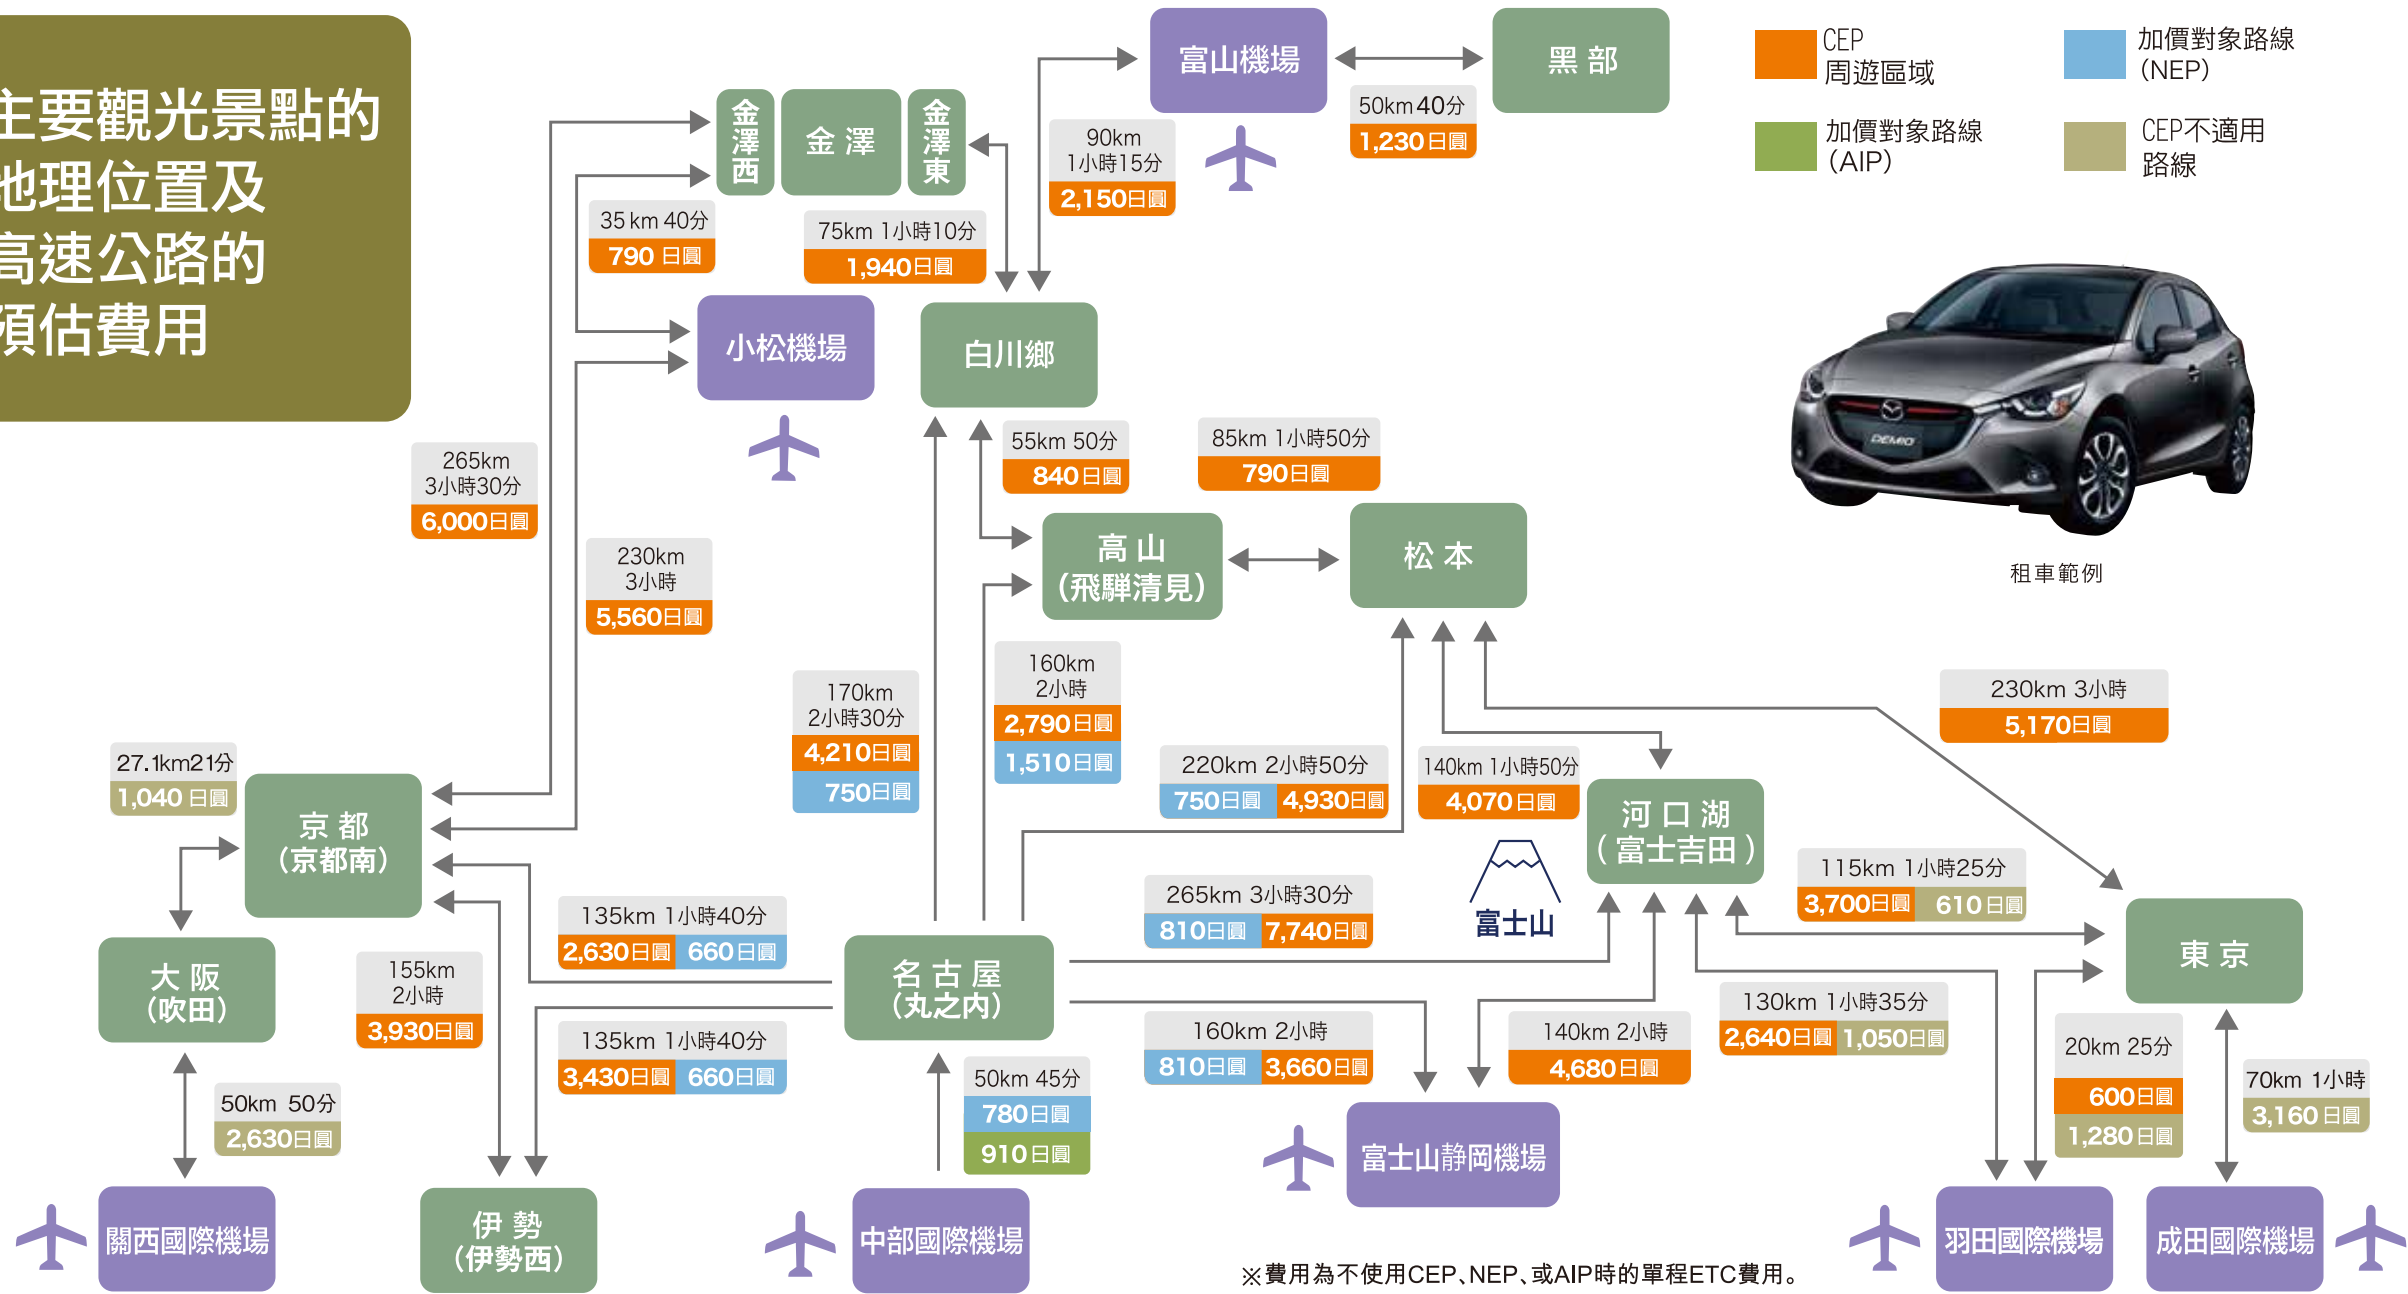 主要觀光景點的
地理位置及
高速公路的
預估費用
CEP
周遊區域
加價對象路線
(NEP)
加價對象路線
(AIP)
CEP不適用
路線
富山機場
黑部
50km 40分
1,230日圓
金澤西
金澤
金澤東
90km
1小時15分
2,150日圓
35km 40分
790 日圓
75km 1小時10分
1,940日圓
小松機場
白川鄉
DEMIO
租車範例
265km
3小時30分
6,000日圓
55km 50分
840日圓
85km 1小時50分
790日圓
230km
3小時
5,560日圓
高山
(飛驒清見)
松本
170km
2小時30分
4,210日圓
750日圓
160km
2小時
2,790日圓
1,510日圓
230km 3小時
5,170日圓
27.1km21分
1,040 日圓
220km 2小時50分
750日圓
4,930日圓
140km 1小時50分
4,070日圓
京都
(京都南)
河口湖
(富士吉田)
富士山
115km 1小時25分
3,700日圓
610日圓
135km 1小時40分
2,630日圓
660日圓
265km 3小時30分
810日圓
7,740日圓
大阪
(吹田)
155km
2小時
3,930日圓
名古屋
(丸之內)
東京
135km 1小時40分
3,430日圓
660日圓
160km 2小時
810日圓
3,660日圓
140km 2小時
4,680日圓
130km 1小時35分
2,640日圓
1,050日圓
20km 25分
600日圓
1,280日圓
70km 1小時
3,160日圓
50km 50分
2,630日圓
50km 45分
780日圓
910日圓
關西國際機場
伊勢
(伊勢西)
中部國際機場
富士山静岡機場
羽田國際機場
成田國際機場
※費用為不使用CEP、NEP、或AIP時的單程ETC費用。